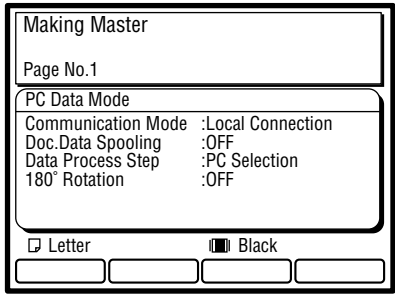 Making Master
Page No.1
PC Data Mode
Communication Mode :Local Connection
Doc.Data Spooling :OFF
Data Process Step :PC Selection
180˚ Rotation :OFF
Letter Black